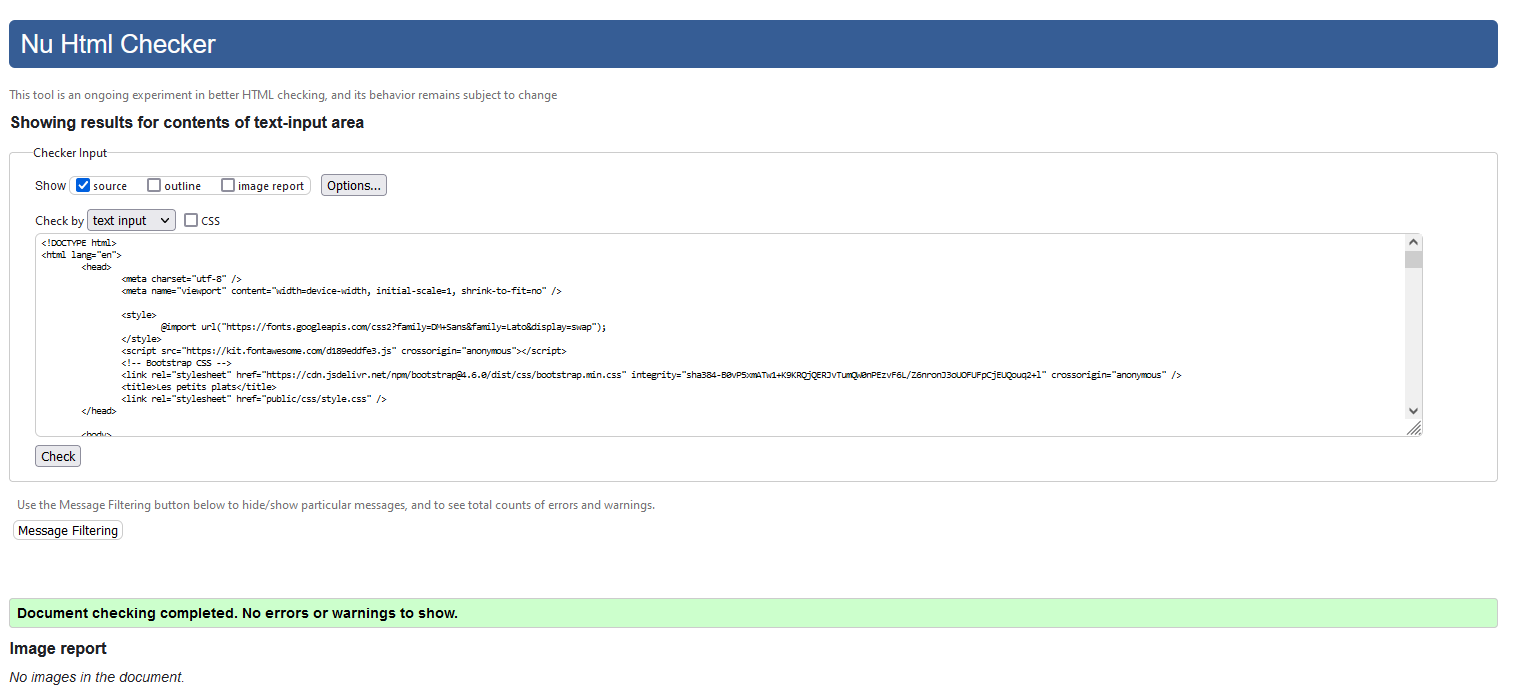 Nu Html Checker
This tool is an ongoing experiment in better HTML checking, and its behavior remains subject to change
Showing results for contents of text-input area
Checker Input
Show source outline image report Options...
Check by text input CSS
<!DOCTYPE html>
<html lang="en">
<head>
<meta charset="utf-8" />
<meta name="viewport" content="width=device-width, initial-scale=1, shrink-to-fit=no" />
<style>
@import url("https://fonts.googleapis.com/css2?family=DM+Sans&family=Lato&display=swap");
</style>
<script src="https://kit.fontawesome.com/d189eddfe3.js" crossorigin="anonymous"></script>
<!-- Bootstrap CSS -->
<link rel="stylesheet" href="https://cdn.jsdelivr.net/npm/bootstrap@4.6.0/dist/css/bootstrap.min.css" integrity="sha384-B0vP5xmATw1+K9KRQjQERJvTumQW0nPEzvF6L/Z6nronJ3oUOFUFpCjEUQouq2+l" crossorigin="anonymous" />
<title>Les petits plats</title>
<link rel="stylesheet" href="public/css/style.css" />
</head>
<body>
Check
Use the Message Filtering button below to hide/show particular messages, and to see total counts of errors and warnings.
Message Filtering
Document checking completed. No errors or warnings to show.
Image report
No images in the document.